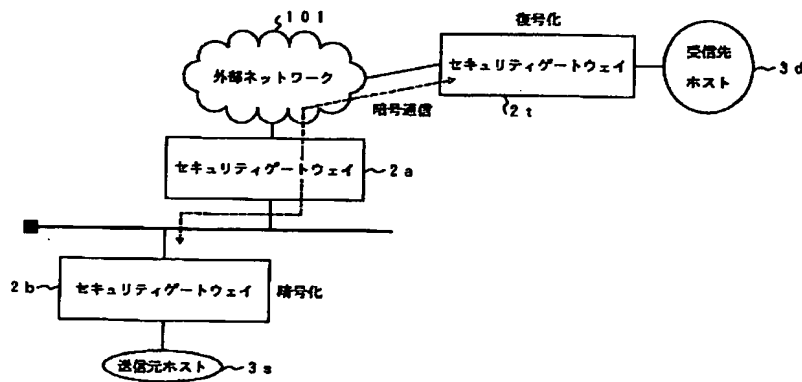 101
復号化
外部ネットワーク
セキュリティゲートウェイ
受信先
ホスト
3d
暗号通信
2t
セキュリティゲートウェイ
2a
2b
セキュリティゲートウェイ
暗号化
送信元ホスト
3s